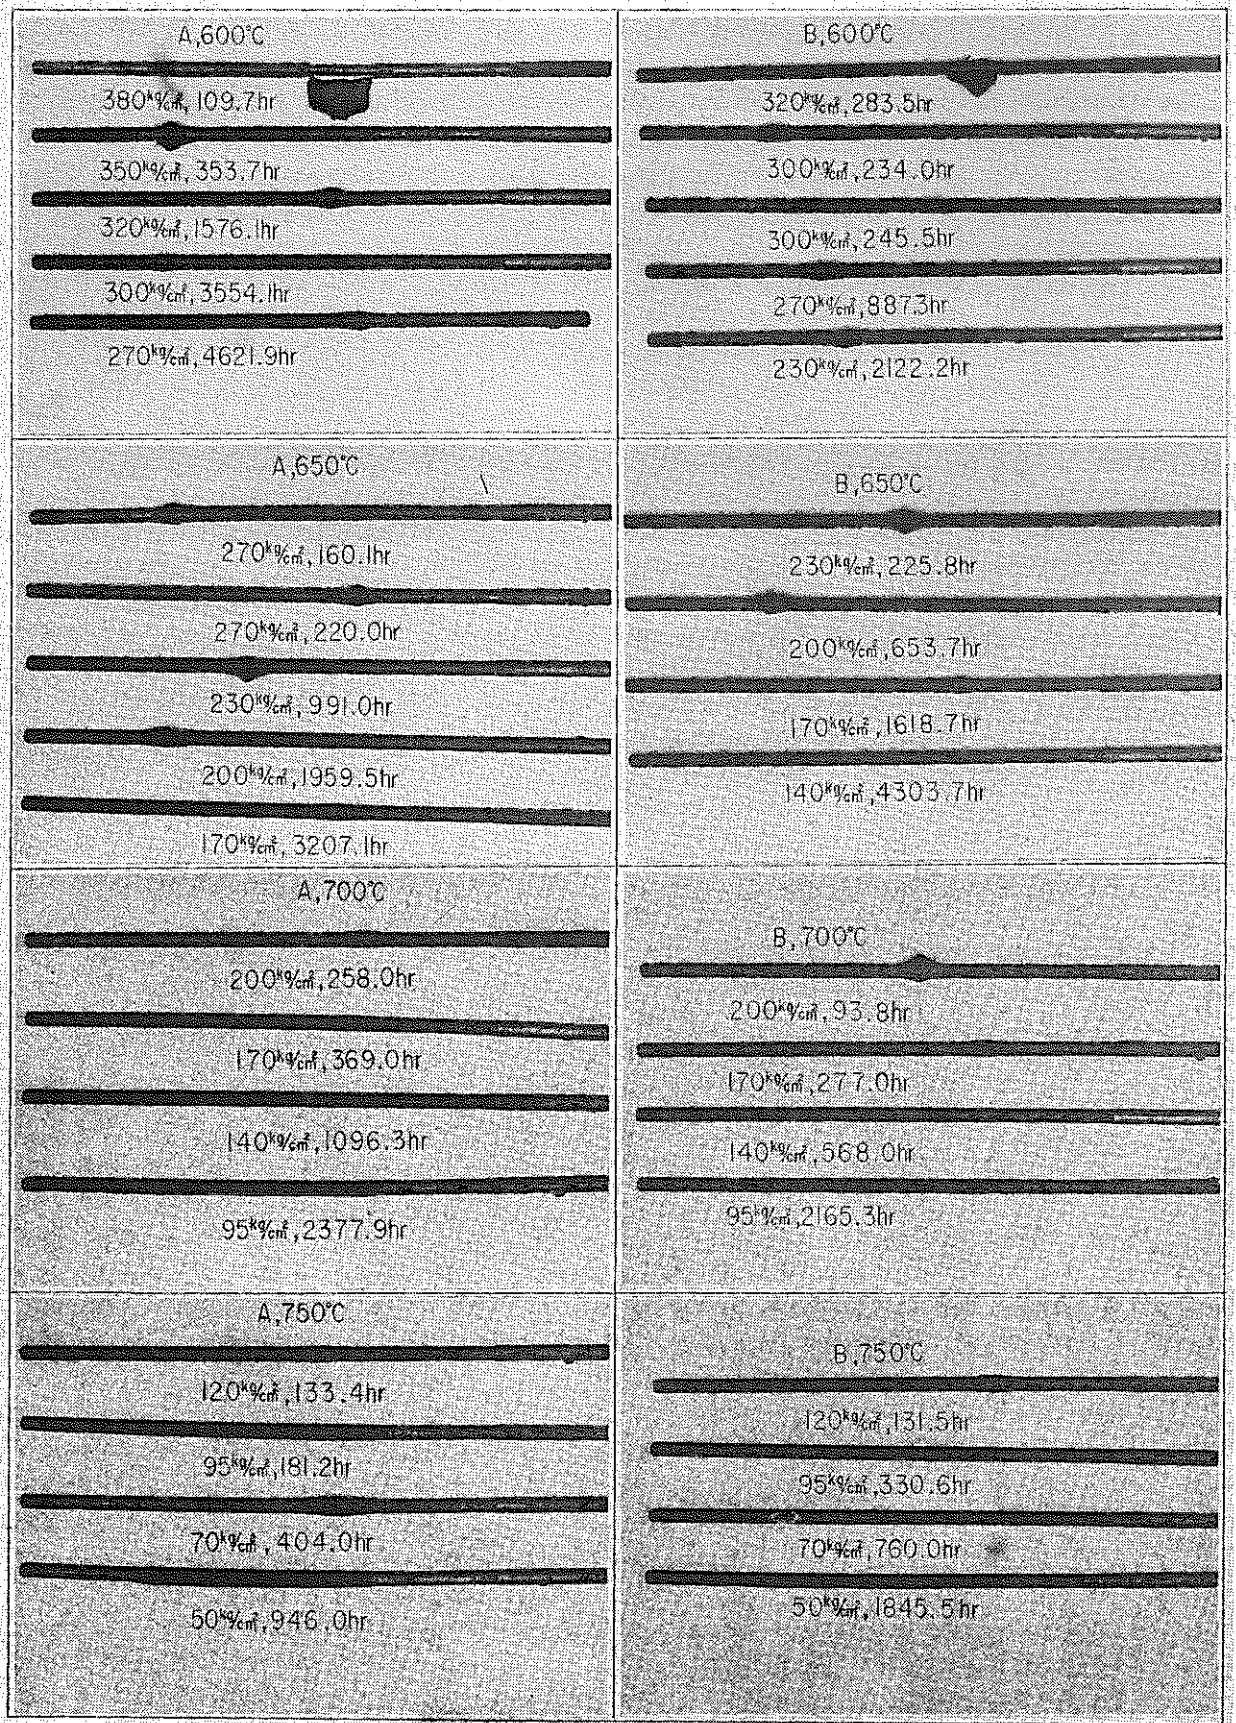 A,600℃
380kg/cm²,109.7hr
350kg/cm²,353.7hr
320kg/cm²,1576.1hr
300kg/cm²,3554.1hr
270kg/cm²,4621.9hr
B,600℃
320kg/cm²,283.5hr
300kg/cm²,234.0hr
300kg/cm²,245.5hr
270kg/cm²,887.3hr
230kg/cm²,2122.2hr
A,650℃
270kg/cm²,160.1hr
270kg/cm²,220.0hr
230kg/cm²,991.0hr
200kg/cm²,1959.5hr
170kg/cm²,3207.1hr
B,650℃
230kg/cm²,225.8hr
200kg/cm²,653.7hr
170kg/cm²,1618.7hr
140kg/cm²,4303.7hr
A,700℃
200kg/cm²,258.0hr
170kg/cm²,369.0hr
140kg/cm²,1096.3hr
95kg/cm²,2377.9hr
B,700℃
200kg/cm²,93.8hr
170kg/cm²,277.0hr
140kg/cm²,568.0hr
95kg/cm²,2165.3hr
A,750℃
120kg/cm²,133.4hr
95kg/cm²,181.2hr
70kg/cm²,404.0hr
50kg/cm²,946.0hr
B,750℃
120kg/cm²,131.5hr
95kg/cm²,330.6hr
70kg/cm²,760.0hr
50kg/cm²,1845.5hr